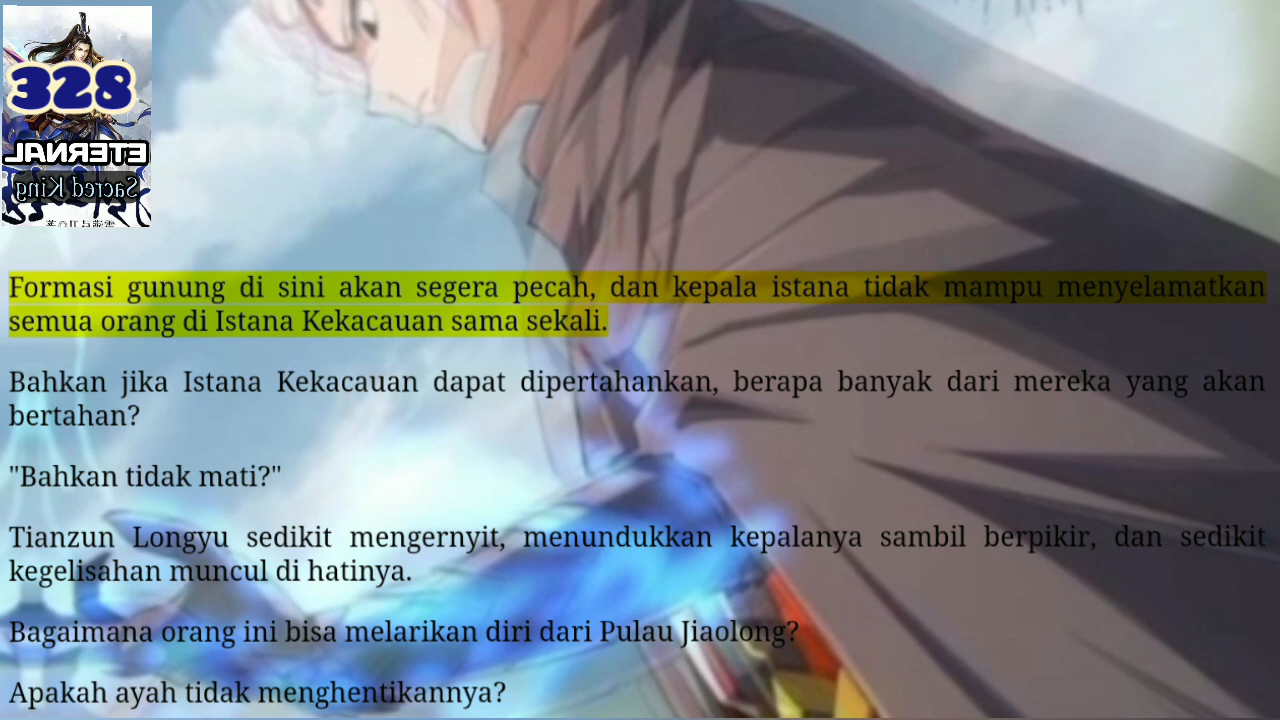 328
ETERNAL
Sacred King
Formasi gunung di sini akan segera pecah, dan kepala istana tidak mampu menyelamatkan
semua orang di Istana Kekacauan sama sekali.
Bahkan jika Istana Kekacauan dapat dipertahankan, berapa banyak dari mereka yang akan
bertahan?
"Bahkan tidak mati?"
Tianzun Longyu sedikit mengernyit, menundukkan kepalanya sambil berpikir, dan sedikit
kegelisahan muncul di hatinya.
Bagaimana orang ini bisa melarikan diri dari Pulau Jiaolong?
Apakah ayah tidak menghentikannya?